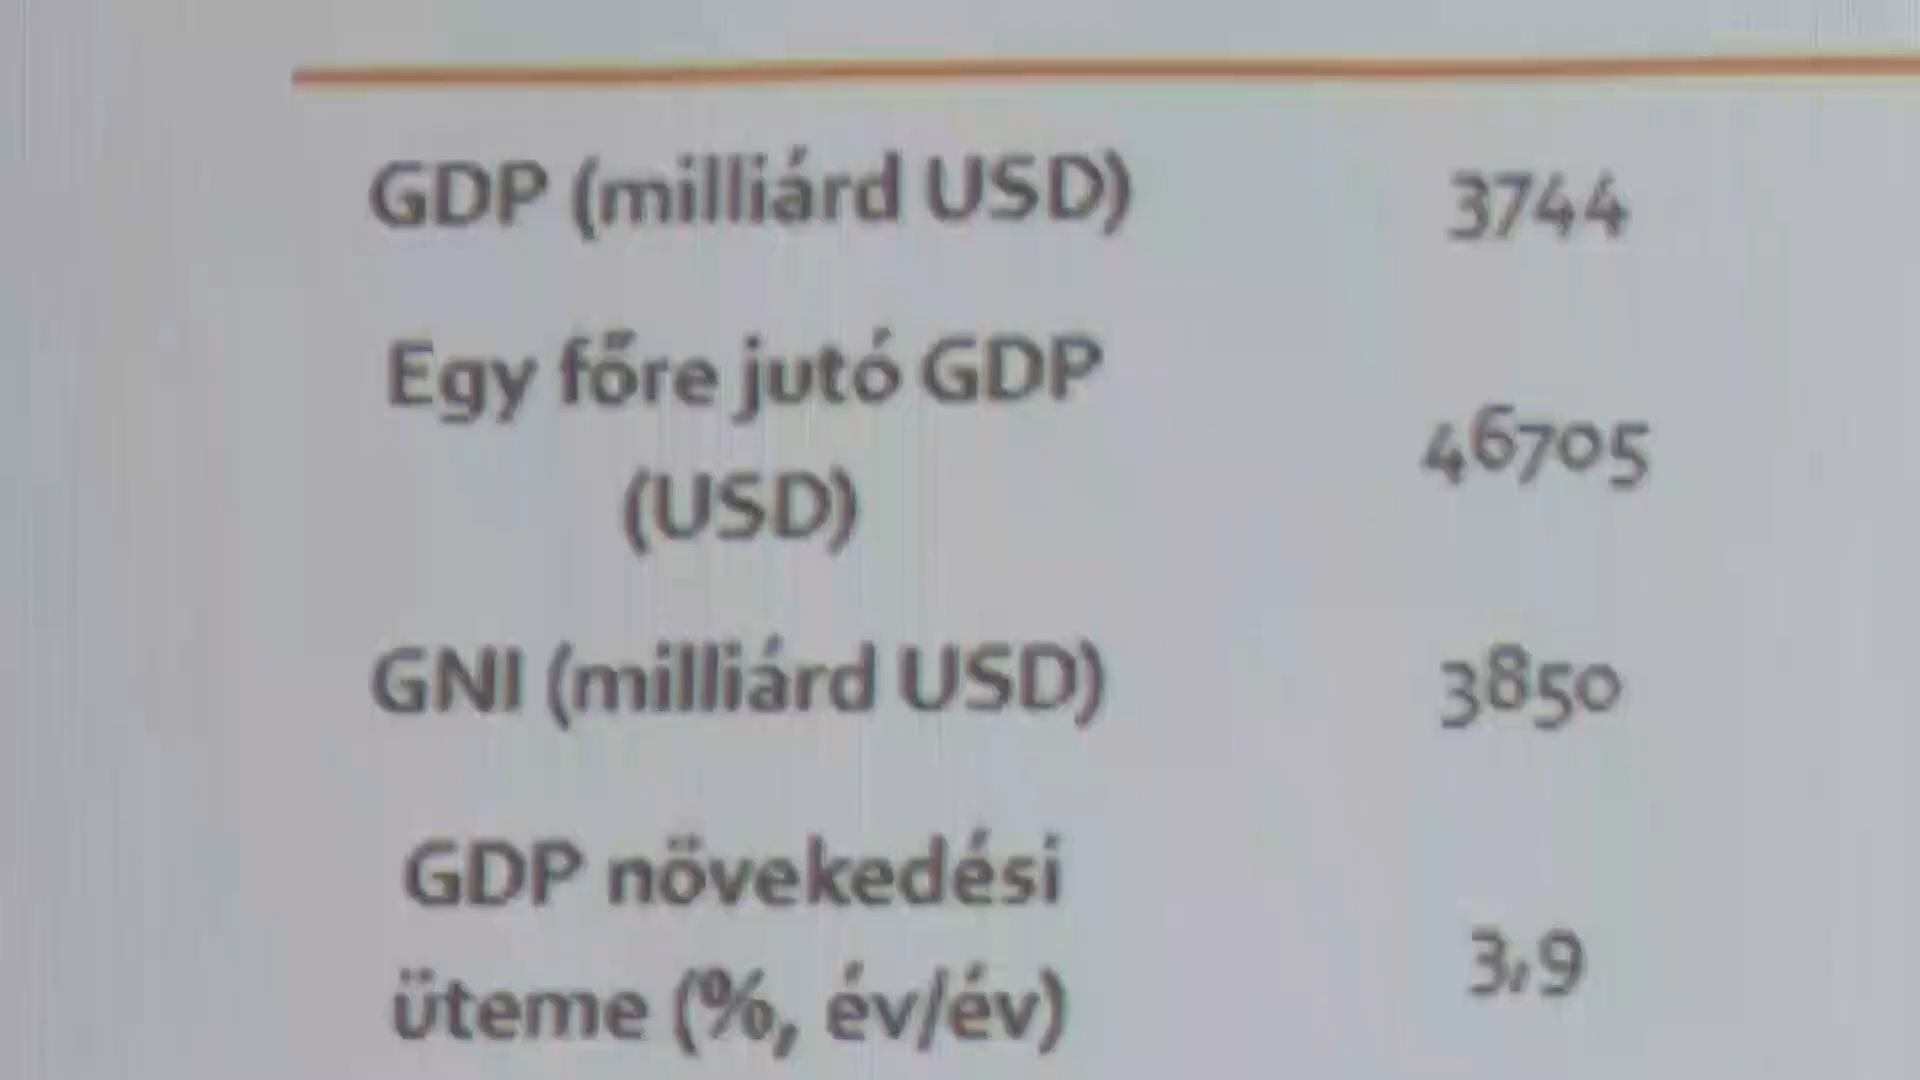 GDP (milliárd USD) 3744
Egy főre jutó GDP
(USD) 46705
GNI (milliárd USD) 3850
GDP növekedési
üteme (%, év/év) 3,9